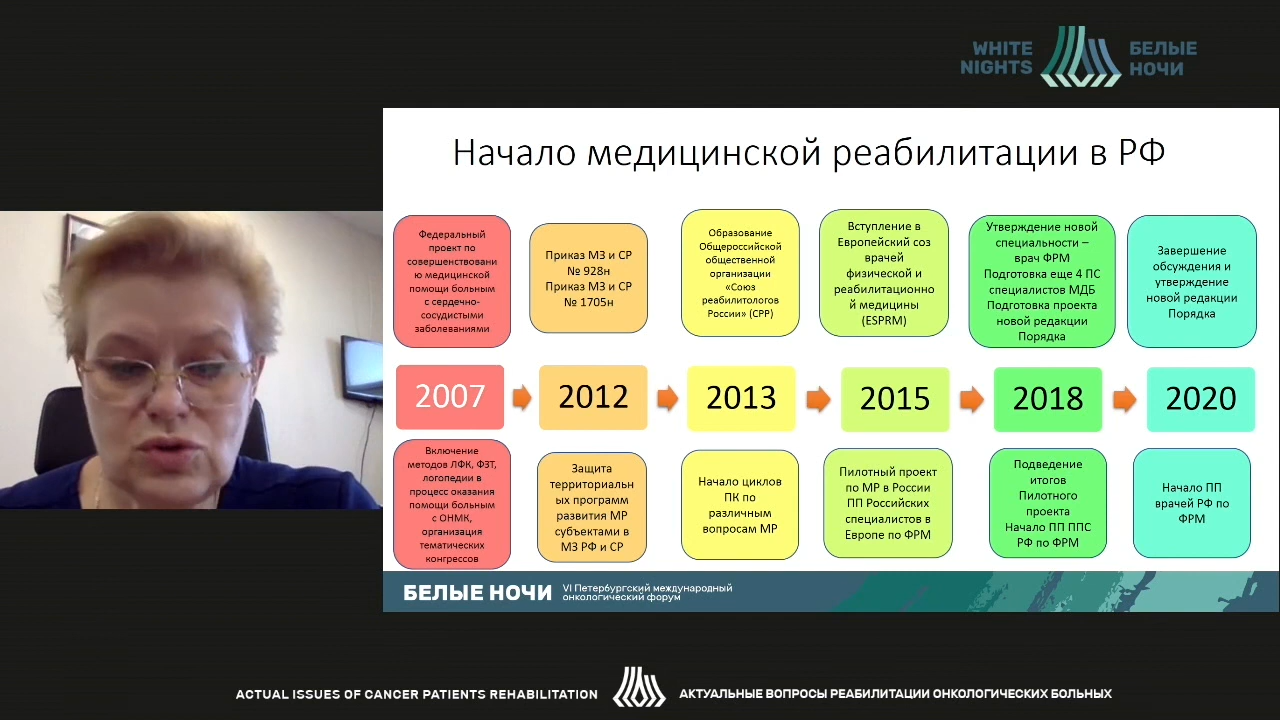 WHITE
NIGHTS
БЕЛЫЕ
НОЧИ
Начало медицинской реабилитации в РФ
Федеральный
проект по
совершенствовани
ю медицинской
помощи больным
с сердечно-
сосудистыми
заболеваниями
Приказ МЗ и СР
№ 928н
Приказ МЗ и СР
№ 1705н
Образование
Общероссийской
общественной
организации
«Союз
реабилитологов
России» (СРР)
Вступление в
Европейский соз
врачей
физической и
реабилитационно
й медицины
(ESPRM)
Утверждение новой
специальности –
врач ФРМ
Подготовка еще 4 ПС
специалистов МДБ
Подготовка проекта
новой редакции
Порядка
Завершение
обсуждения и
утверждение
новой редакции
Порядка
2007
2012
2013
2015
2018
2020
Включение
методов ЛФК, ФЗТ,
логопедии в
процесс оказания
помощи больным
с ОНМК,
организация
тематических
конгрессов
Защита
территориальн
ых программ
развития МР
субъектами в
МЗ РФ и СР
Начало циклов
ПК по
различным
вопросам МР
Пилотный проект
по МР в России
ПП Российских
специалистов в
Европе по ФРМ
Подведение
итогов
Пилотного
проекта
Начало ПП ППС
РФ по ФРМ
Начало ПП
врачей РФ по
ФРМ
БЕЛЫЕ НОЧИ
VI Петербургский международный
онкологический форум
ACTUAL ISSUES OF CANCER PATIENTS REHABILITATION
АКТУАЛЬНЫЕ ВОПРОСЫ РЕАБИЛИТАЦИИ ОНКОЛОГИЧЕСКИХ БОЛЬНЫХ